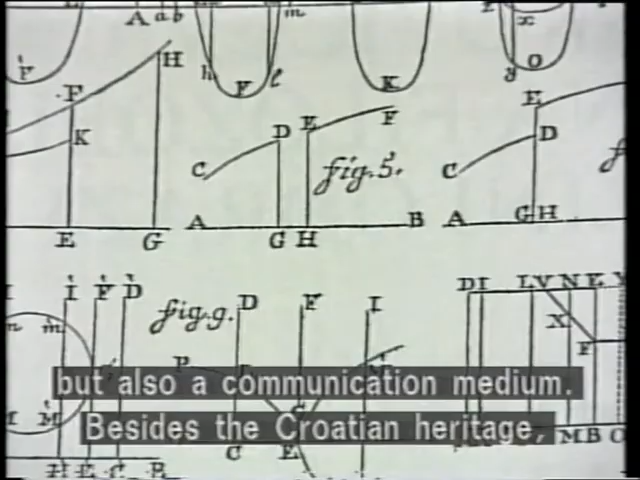 A a b
m
F
h
F
l
K
z
x
y
O
H
F
K
C
D
E
F
fig. 5.
E
C
D
E
G
A
G
H
B
A
G H
I
F
D
fig. 9.
D
F
I
D I
L V N E Y
n
m
X
F
P
but also a communication medium.
M
Besides the Croatian heritage,
H E C B
C
E
M B O